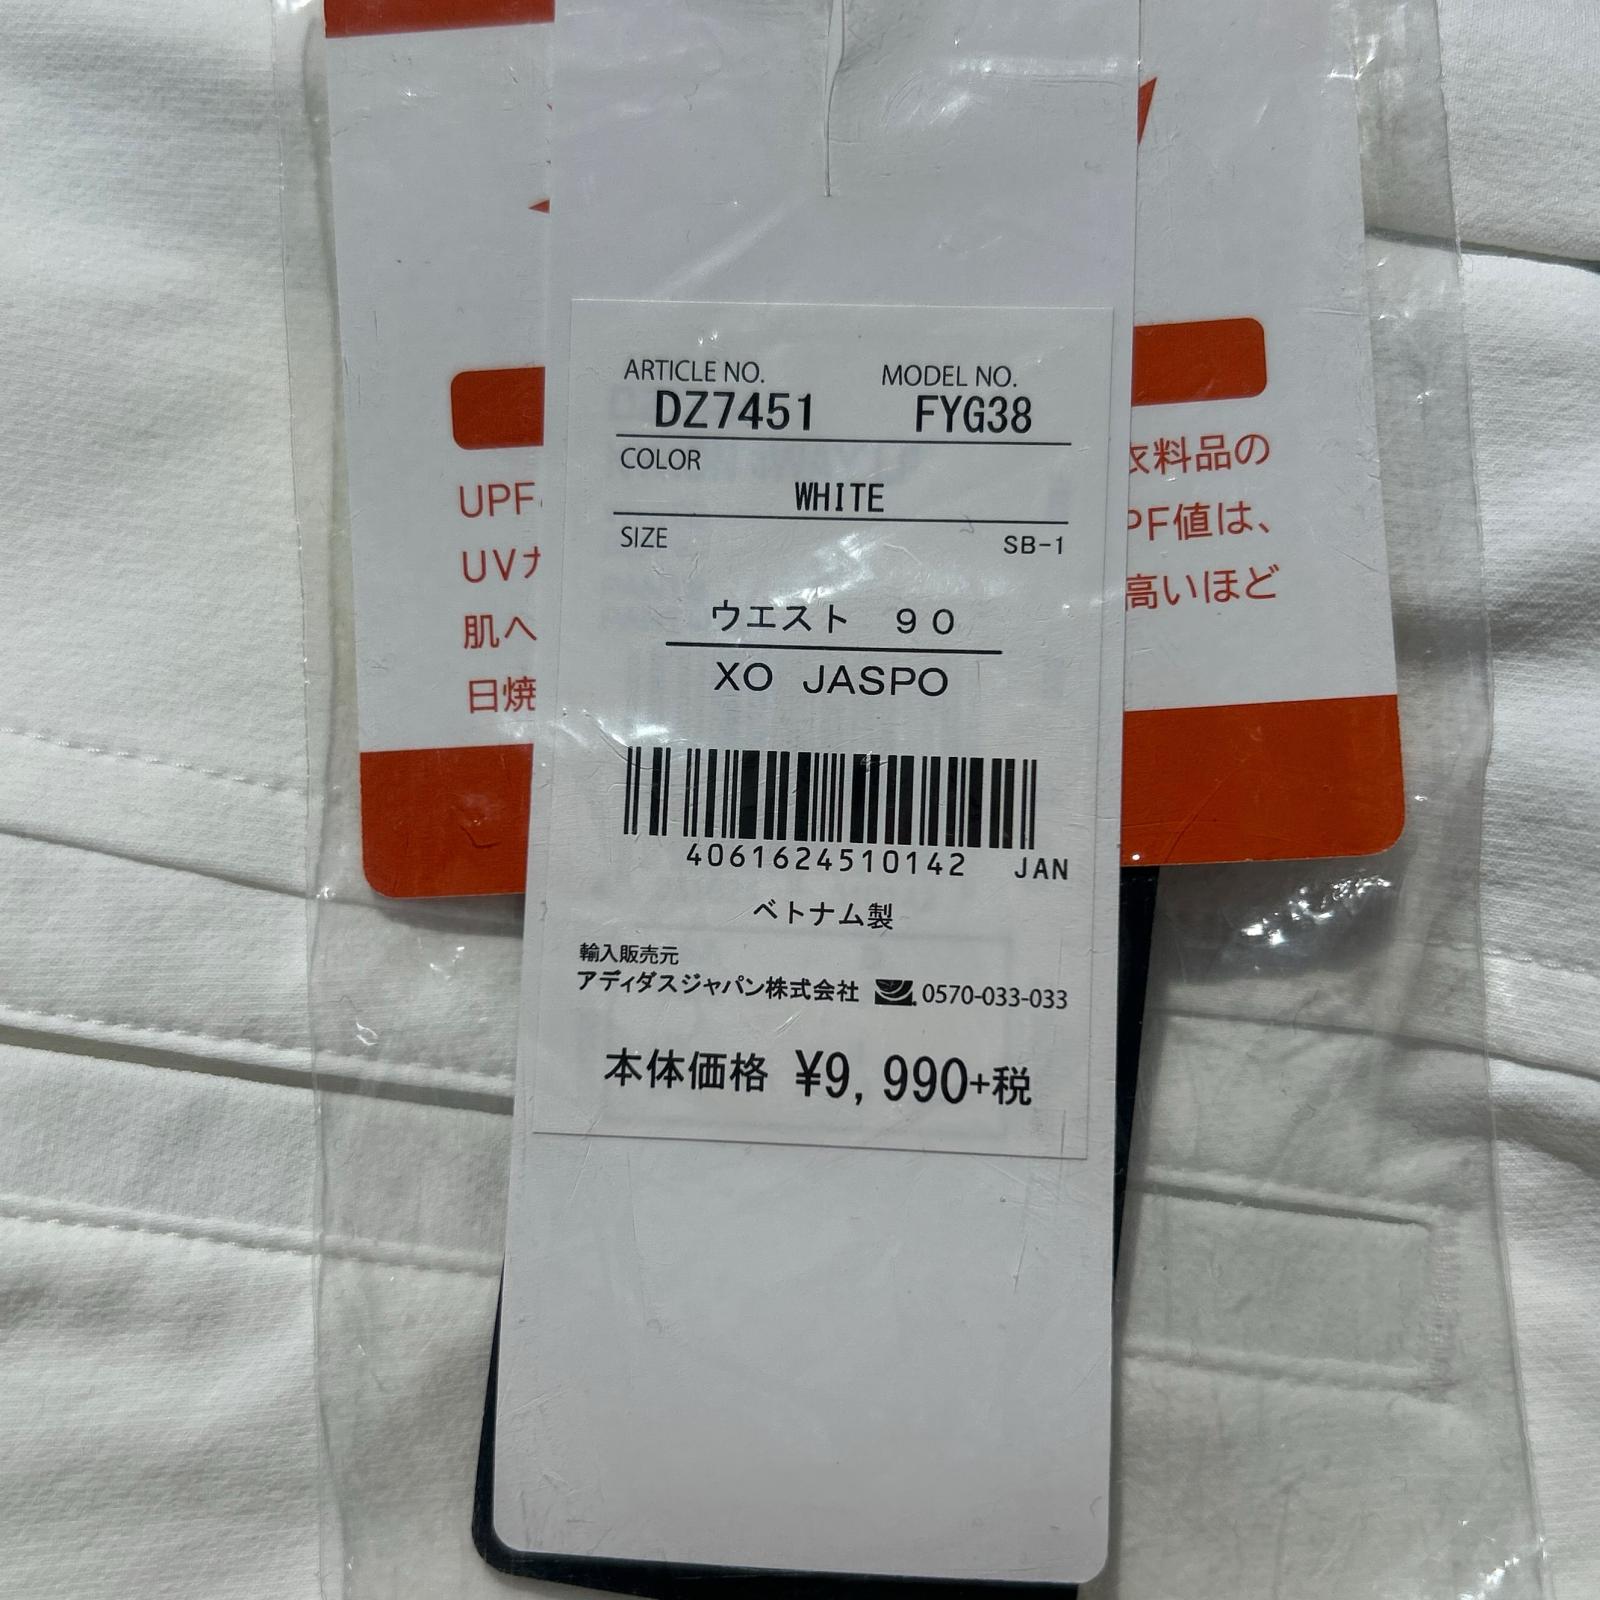 ARTICLE NO. MODEL NO.
DZ7451 FYG38
COLOR
WHITE
SIZE SB-1
ウエスト 90
XO JASPO
4061624510142 JAN
ベトナム製
輸入販売元
アディダスジャパン株式会社 0570-033-033
本体価格 ¥9,990+税
UPF
UV
肌へ
日焼
衣料品の
PF値は、
高いほど